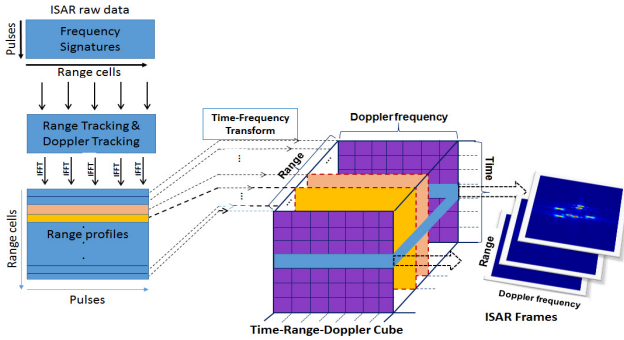 ISAR raw data
Pulses
Frequency
Signatures
Range cells
Range Tracking &
Doppler Tracking
IFFT
IFFT
IFFT
IFFT
IFFT
Range cells
Range profiles
Pulses
Time-Frequency
Transform
Doppler frequency
Range
Time
Time-Range-Doppler Cube
Range
Doppler frequency
ISAR Frames